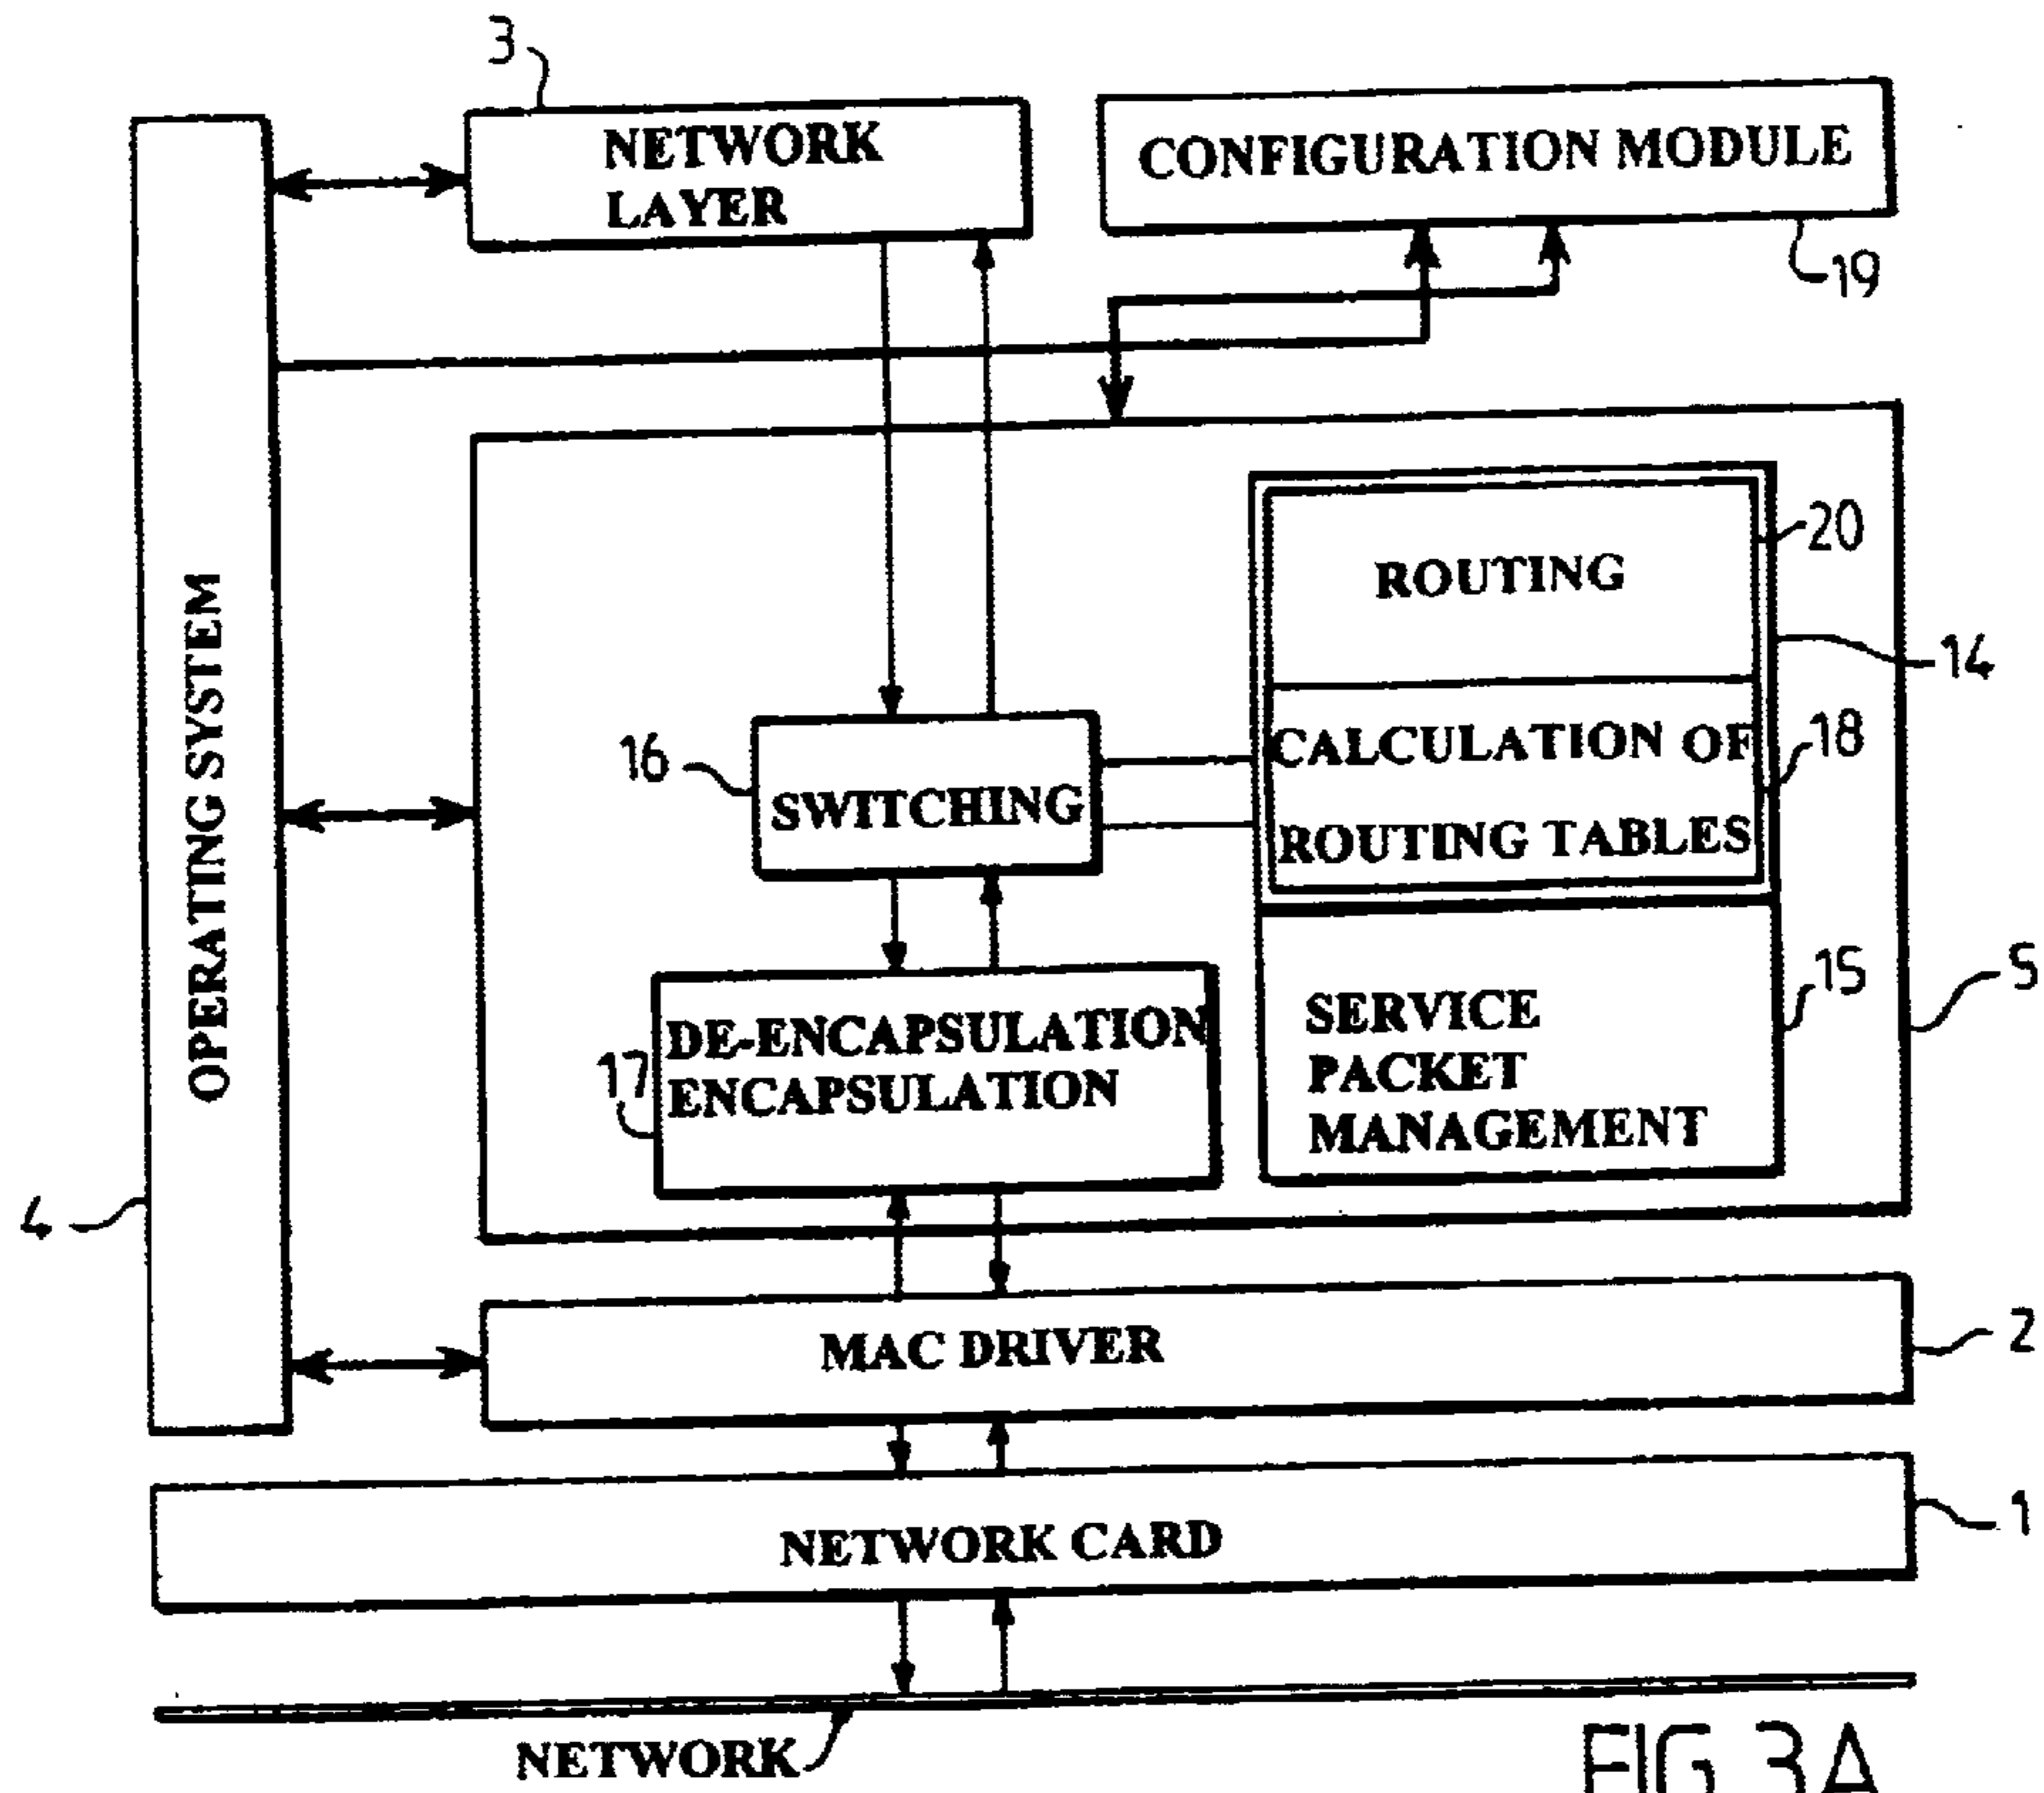 3
NETWORK
LAYER
CONFIGURATION MODULE
19
OPERATING SYSTEM
4
20
ROUTING
14
16
SWITCHING
CALCULATION OF
ROUTING TABLES
18
17
DE-ENCAPSULATION
ENCAPSULATION
SERVICE
PACKET
MANAGEMENT
15
5
MAC DRIVER
2
NETWORK CARD
1
NETWORK
FIG. 3A